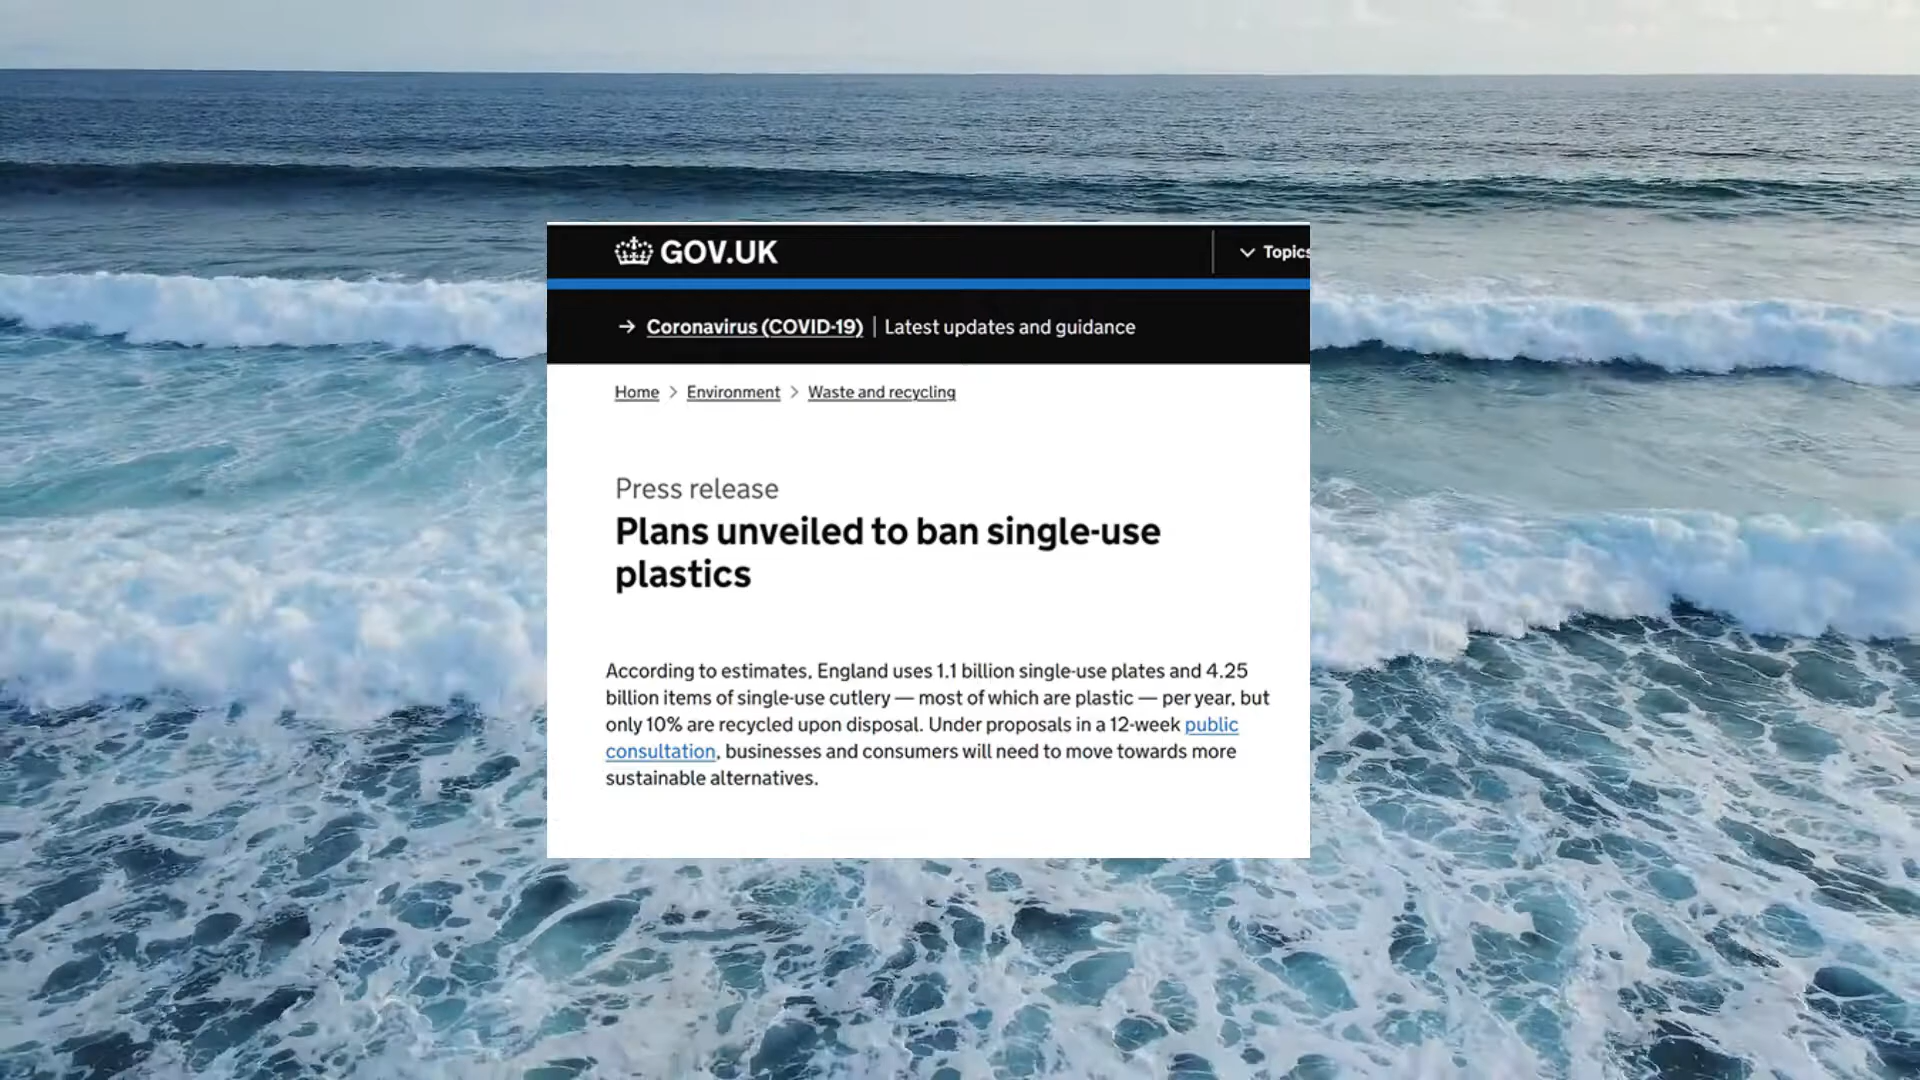 GOV.UK
Topics
Coronavirus (COVID-19) | Latest updates and guidance
Home > Environment > Waste and recycling
Press release
Plans unveiled to ban single-use
plastics
According to estimates, England uses 1.1 billion single-use plates and 4.25
billion items of single-use cutlery — most of which are plastic — per year, but
only 10% are recycled upon disposal. Under proposals in a 12-week public
consultation, businesses and consumers will need to move towards more
sustainable alternatives.